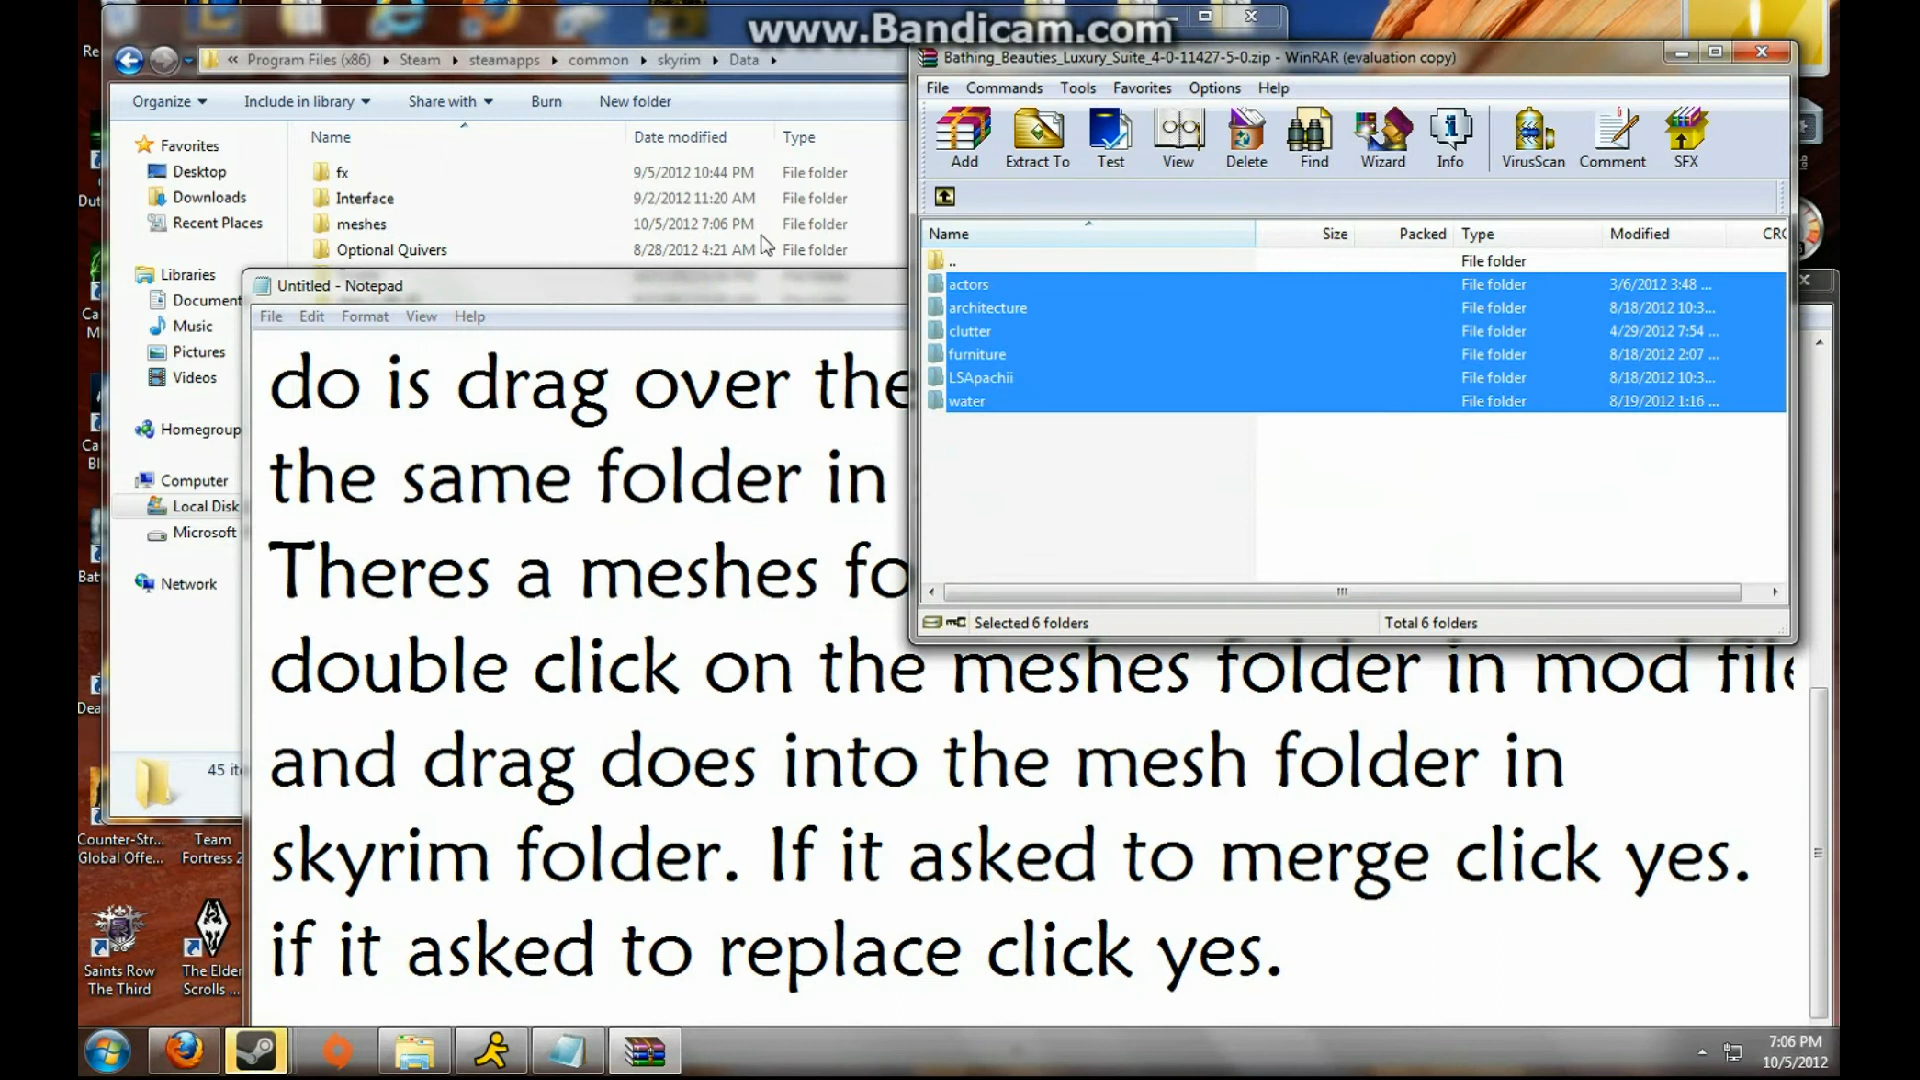 www.Bandicam.com
Re
« Program Files (x86) Steam steamapps common skyrim Data
Bathing_Beauties_Luxury_Suite_4-0-11427-5-0.zip - WinRAR (evaluation copy)
File Commands Tools Favorites Options Help
Organize Include in library Share with Burn New folder
Add Extract To Test View Delete Find Wizard Info VirusScan Comment SFX
Name Date modified Type
Favorites
Desktop
Downloads
Recent Places
Dut
fx 9/5/2012 10:44 PM File folder
Interface 9/2/2012 11:20 AM File folder
meshes 10/5/2012 7:06 PM File folder
Optional Quivers 8/28/2012 4:21 AM File folder
Name Size Packed Type Modified CRC
.. File folder
actors 3/6/2012 3:48 ... File folder
architecture File folder 8/18/2012 10:3...
clutter File folder 4/29/2012 7:54 ...
furniture File folder 8/18/2012 2:07 ...
LSApachii File folder 8/18/2012 10:3...
water File folder 8/19/2012 1:16 ...
Selected 6 folders Total 6 folders
Libraries
Document
Music
Pictures
Videos
Homegroup
Computer
Local Disk
Microsoft
Network
45 ite
Ca
M
Ca
Bl
Bat
Dea
Untitled - Notepad
File Edit Format View Help
do is drag over the
the same folder in
Theres a meshes fo
double click on the meshes folder in mod file
and drag does into the mesh folder in
skyrim folder. If it asked to merge click yes.
if it asked to replace click yes.
Counter-Str... Team
Global Offe... Fortress 2
Saints Row The Elder
The Third Scrolls ...
7:06 PM
10/5/2012